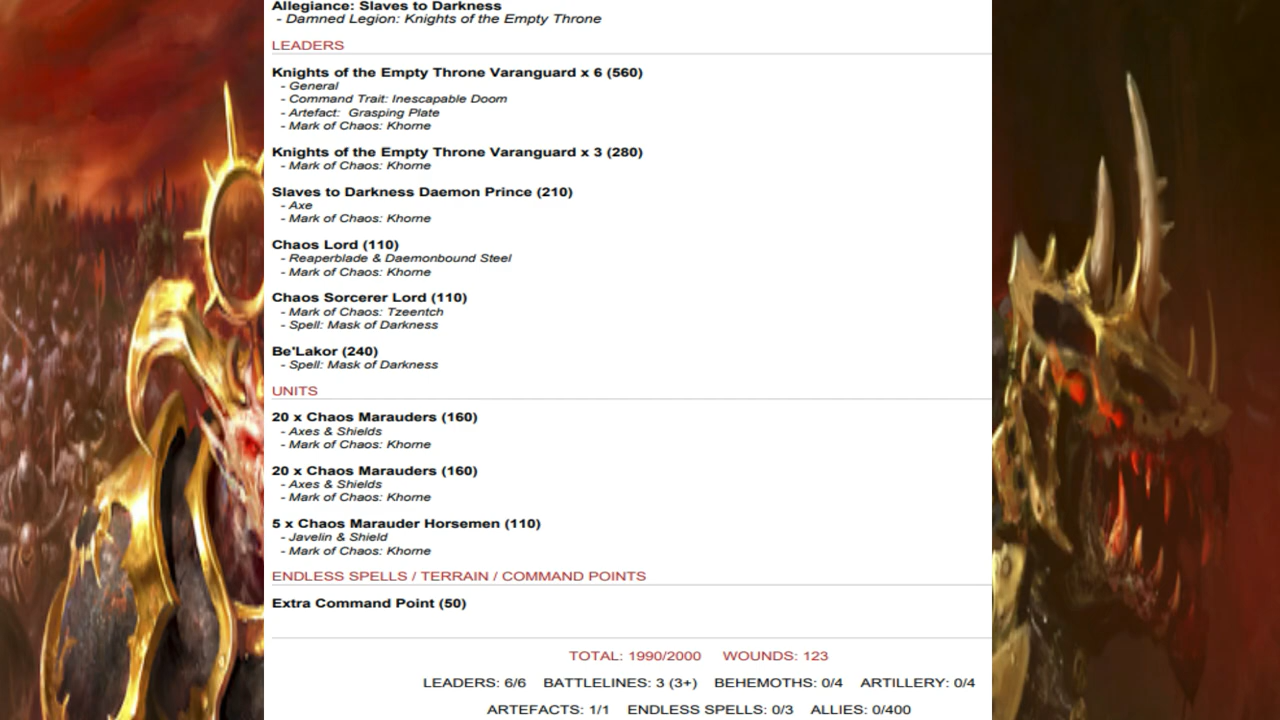 Allegiance: Slaves to Darkness
- Damned Legion: Knights of the Empty Throne
LEADERS
Knights of the Empty Throne Varanguard x 6 (560)
- General
- Command Trait: Inescapable Doom
- Artefact: Grasping Plate
- Mark of Chaos: Khorne
Knights of the Empty Throne Varanguard x 3 (280)
- Mark of Chaos: Khorne
Slaves to Darkness Daemon Prince (210)
- Axe
- Mark of Chaos: Khorne
Chaos Lord (110)
- Reaperblade & Daemonbound Steel
- Mark of Chaos: Khorne
Chaos Sorcerer Lord (110)
- Mark of Chaos: Tzeentch
- Spell: Mask of Darkness
Be'Lakor (240)
- Spell: Mask of Darkness
UNITS
20 x Chaos Marauders (160)
- Axes & Shields
- Mark of Chaos: Khorne
20 x Chaos Marauders (160)
- Axes & Shields
- Mark of Chaos: Khorne
5 x Chaos Marauder Horsemen (110)
- Javelin & Shield
- Mark of Chaos: Khorne
ENDLESS SPELLS / TERRAIN / COMMAND POINTS
Extra Command Point (50)
TOTAL: 1990/2000 WOUNDS: 123
LEADERS: 6/6 BATTLELINES: 3 (3+) BEHEMOTHS: 0/4 ARTILLERY: 0/4
ARTEFACTS: 1/1 ENDLESS SPELLS: 0/3 ALLIES: 0/400